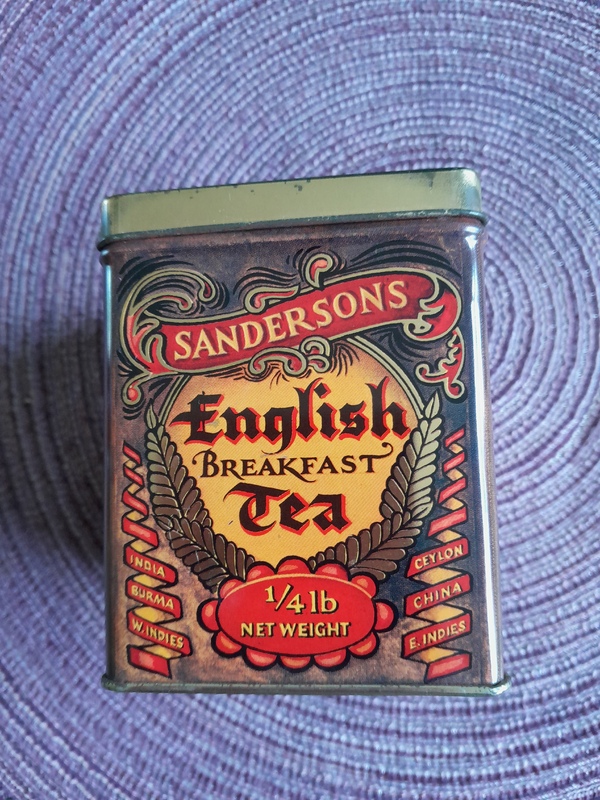 SANDERSONS
English
BREAKFAST
Tea
1/4 lb
NET WEIGHT
INDIA
BURMA
W. INDIES
CEYLON
CHINA
E. INDIES